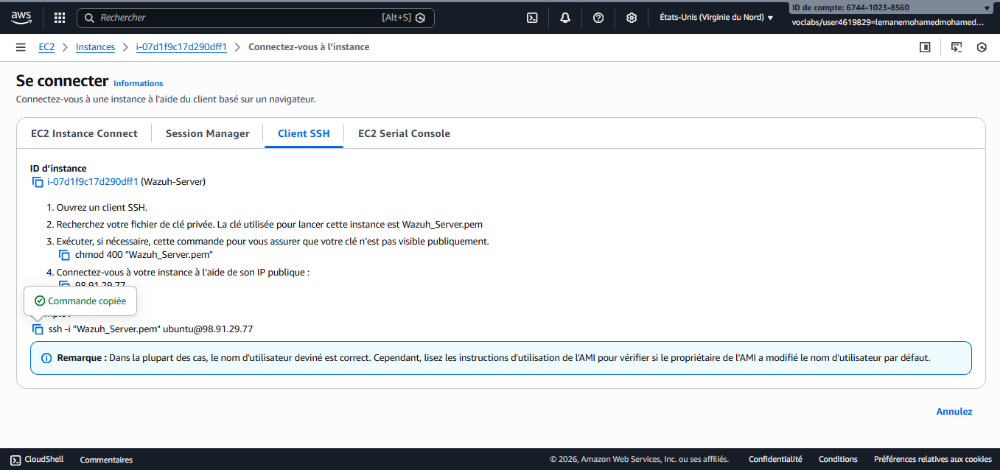 aws
Rechercher
[Alt+S]
États-Unis (Virginie du Nord)
ID de compte: 6744-1023-8560
voclabs/user4619829=lemanemohamedmohamed...
EC2
Instances
i-07d1f9c17d290dff1
Connectez-vous à l’instance
Se connecter
Informations
Connectez-vous à une instance à l'aide du client basé sur un navigateur.
EC2 Instance Connect
Session Manager
Client SSH
EC2 Serial Console
ID d’instance
i-07d1f9c17d290dff1 (Wazuh-Server)
1. Ouvrez un client SSH.
2. Recherchez votre fichier de clé privée. La clé utilisée pour lancer cette instance est Wazuh_Server.pem
3. Exécuter, si nécessaire, cette commande pour vous assurer que votre clé n’est pas visible publiquement.
chmod 400 "Wazuh_Server.pem"
4. Connectez-vous à votre instance à l’aide de son IP publique :
98.91.29.77
Commande copiée
ssh -i "Wazuh_Server.pem" ubuntu@98.91.29.77
Remarque : Dans la plupart des cas, le nom d'utilisateur deviné est correct. Cependant, lisez les instructions d'utilisation de l'AMI pour vérifier si le propriétaire de l’AMI a modifié le nom d'utilisateur par défaut.
Annulez
CloudShell
Commentaires
© 2026, Amazon Web Services, Inc. ou ses affiliés.
Confidentialité
Conditions
Préférences relatives aux cookies